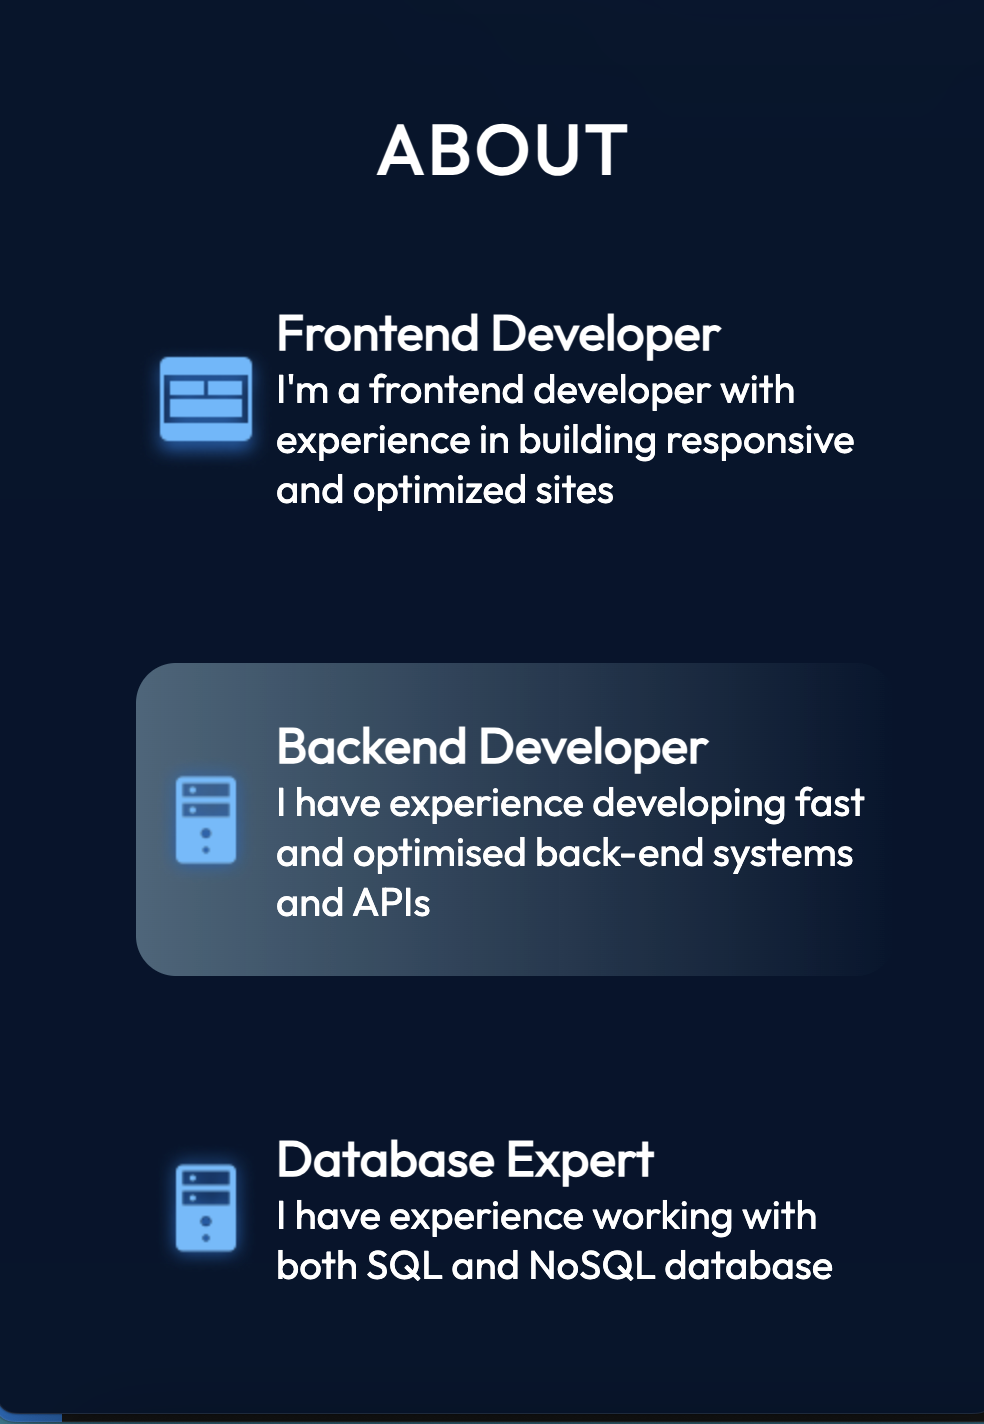 ABOUT
Frontend Developer
I'm a frontend developer with
experience in building responsive
and optimized sites
Backend Developer
I have experience developing fast
and optimised back-end systems
and APIs
Database Expert
I have experience working with
both SQL and NoSQL database